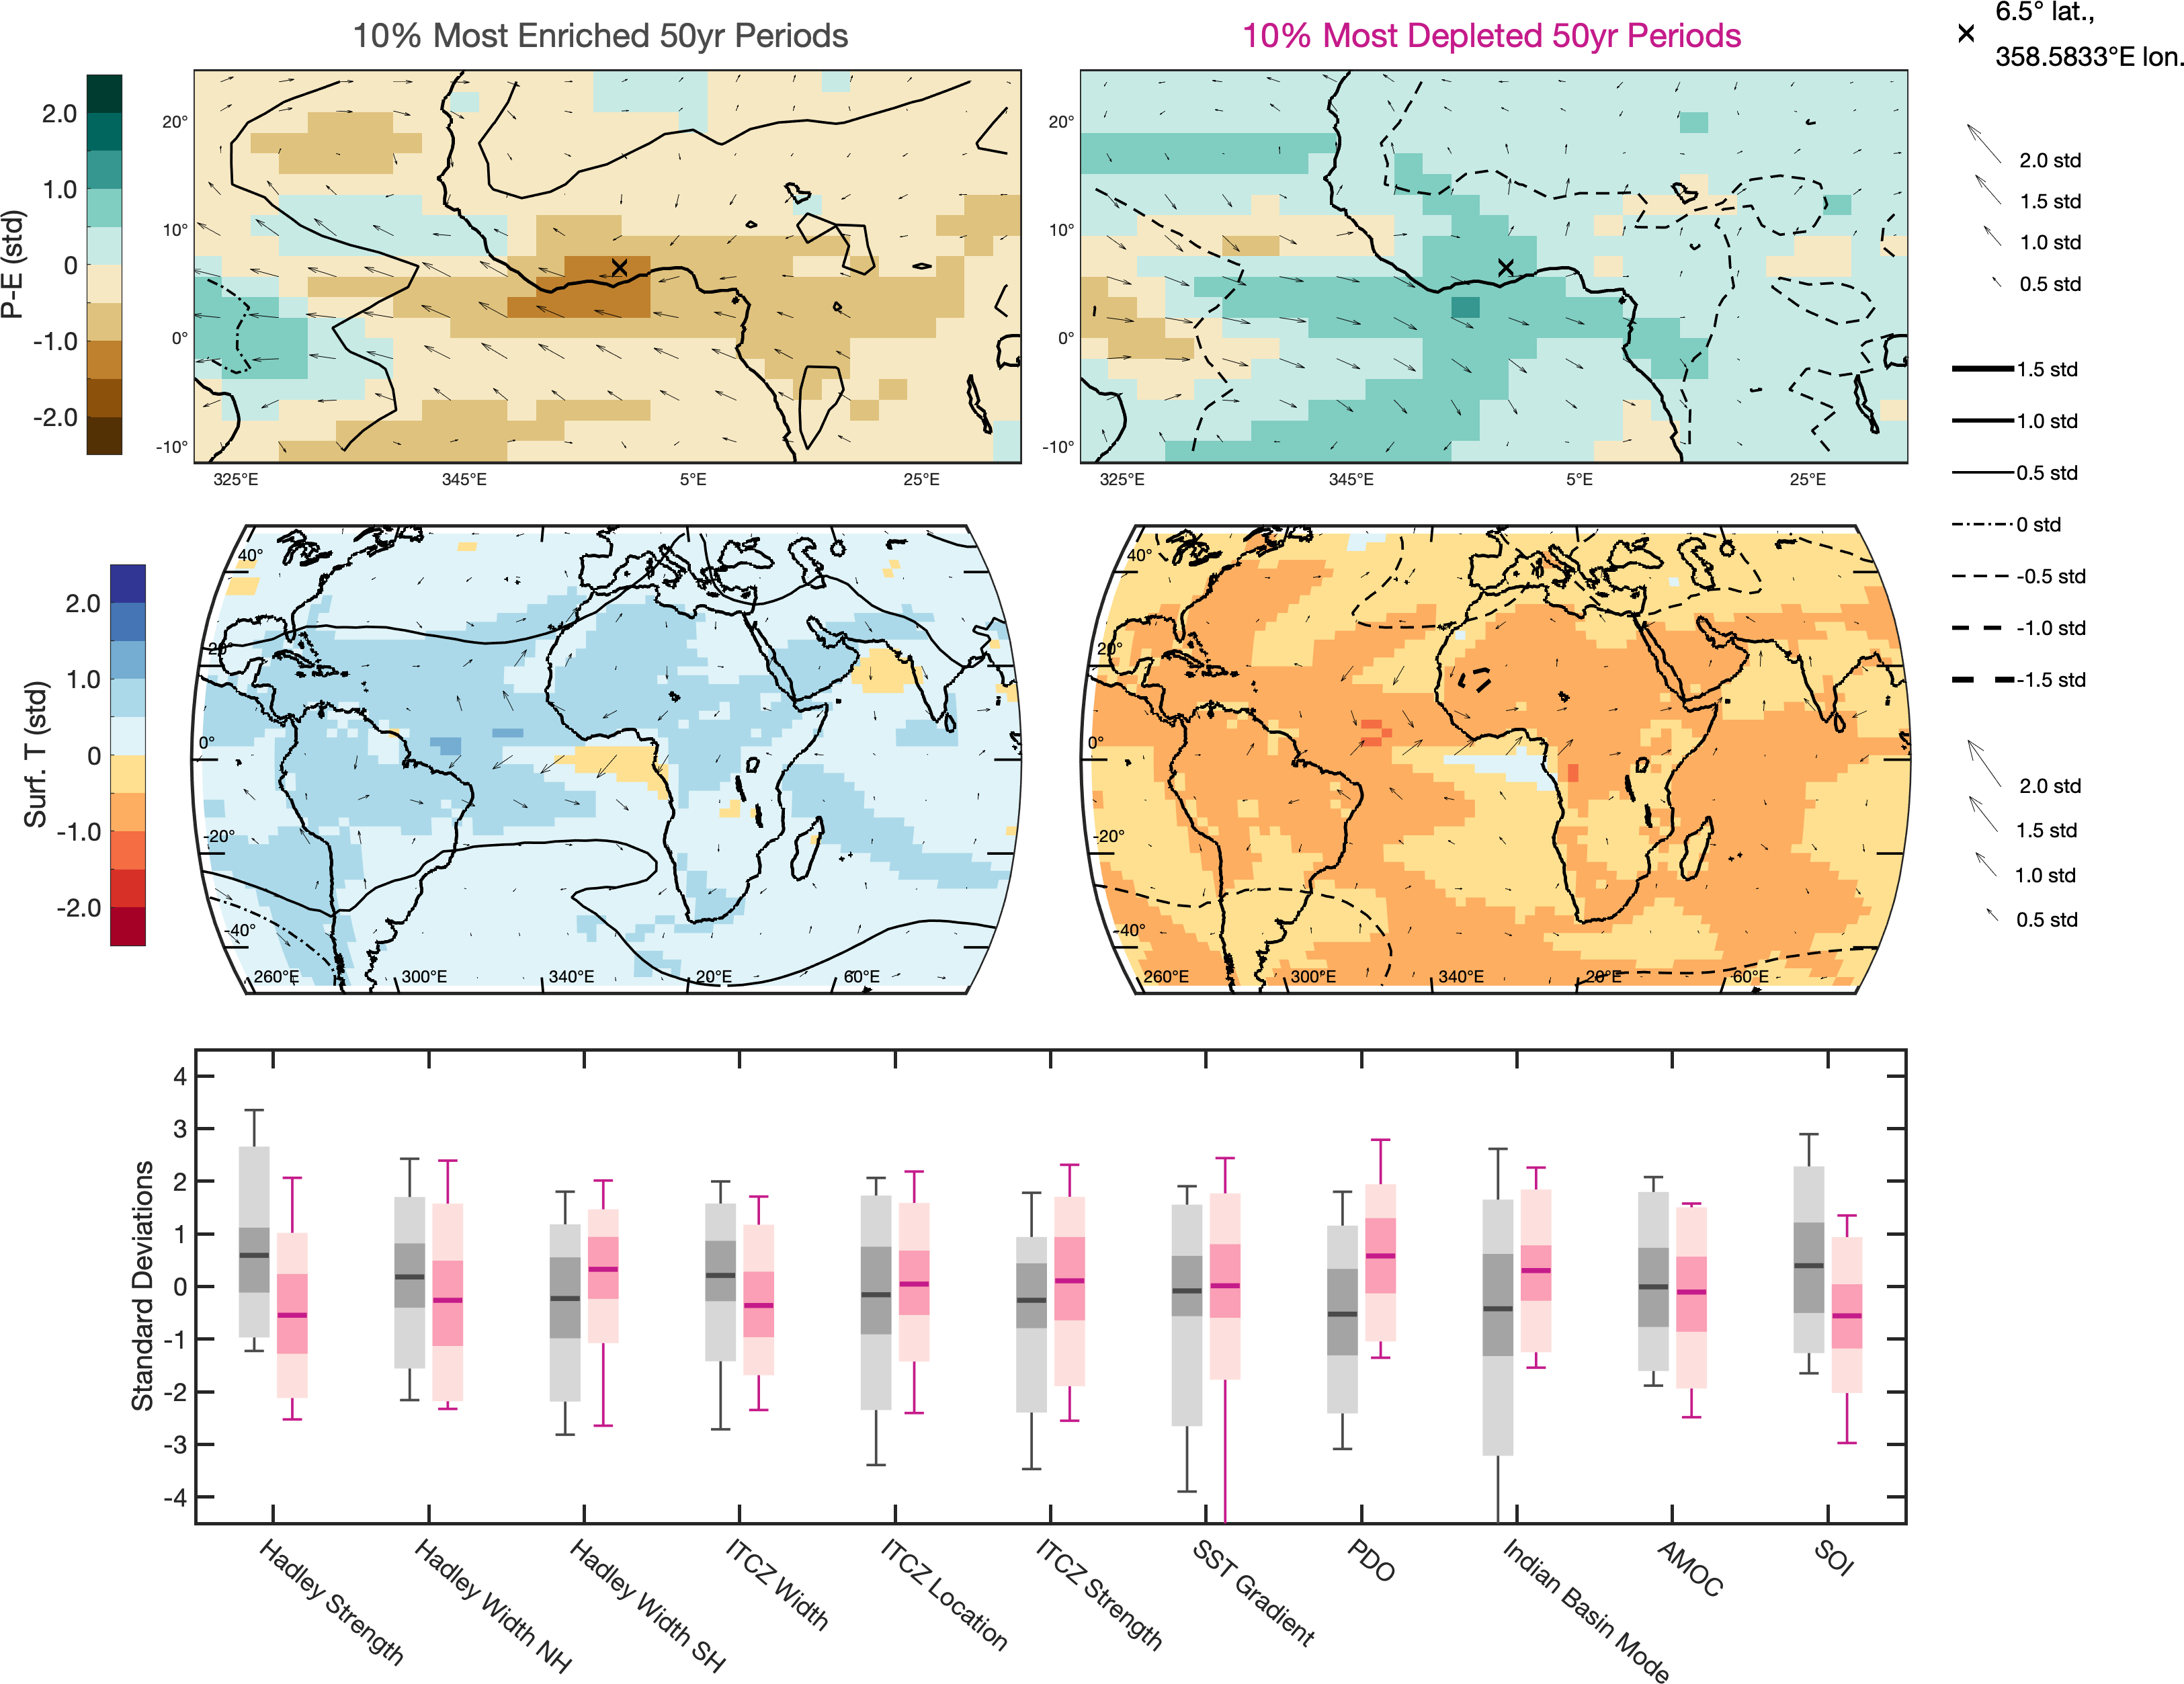 10% Most Enriched 50yr Periods
10% Most Depleted 50yr Periods
6.5° lat.,
358.5833°E lon.
P-E (std)
2.0
1.0
0
-1.0
-2.0
20°
10°
0°
-10°
325°E
345°E
5°E
25°E
20°
10°
0°
-10°
325°E
345°E
5°E
25°E
2.0 std
1.5 std
1.0 std
0.5 std
1.5 std
1.0 std
0.5 std
0 std
-0.5 std
-1.0 std
-1.5 std
Surf. T (std)
2.0
1.0
0
-1.0
-2.0
40°
20°
0°
-20°
-40°
260°E
300°E
340°E
20°E
60°E
40°
20°
0°
-20°
-40°
260°E
300°E
340°E
20°E
60°E
2.0 std
1.5 std
1.0 std
0.5 std
Standard Deviations
4
3
2
1
0
-1
-2
-3
-4
Hadley Strength
Hadley Width NH
Hadley Width SH
ITCZ Width
ITCZ Location
ITCZ Strength
SST Gradient
PDO
Indian Basin Mode
AMOC
SOI